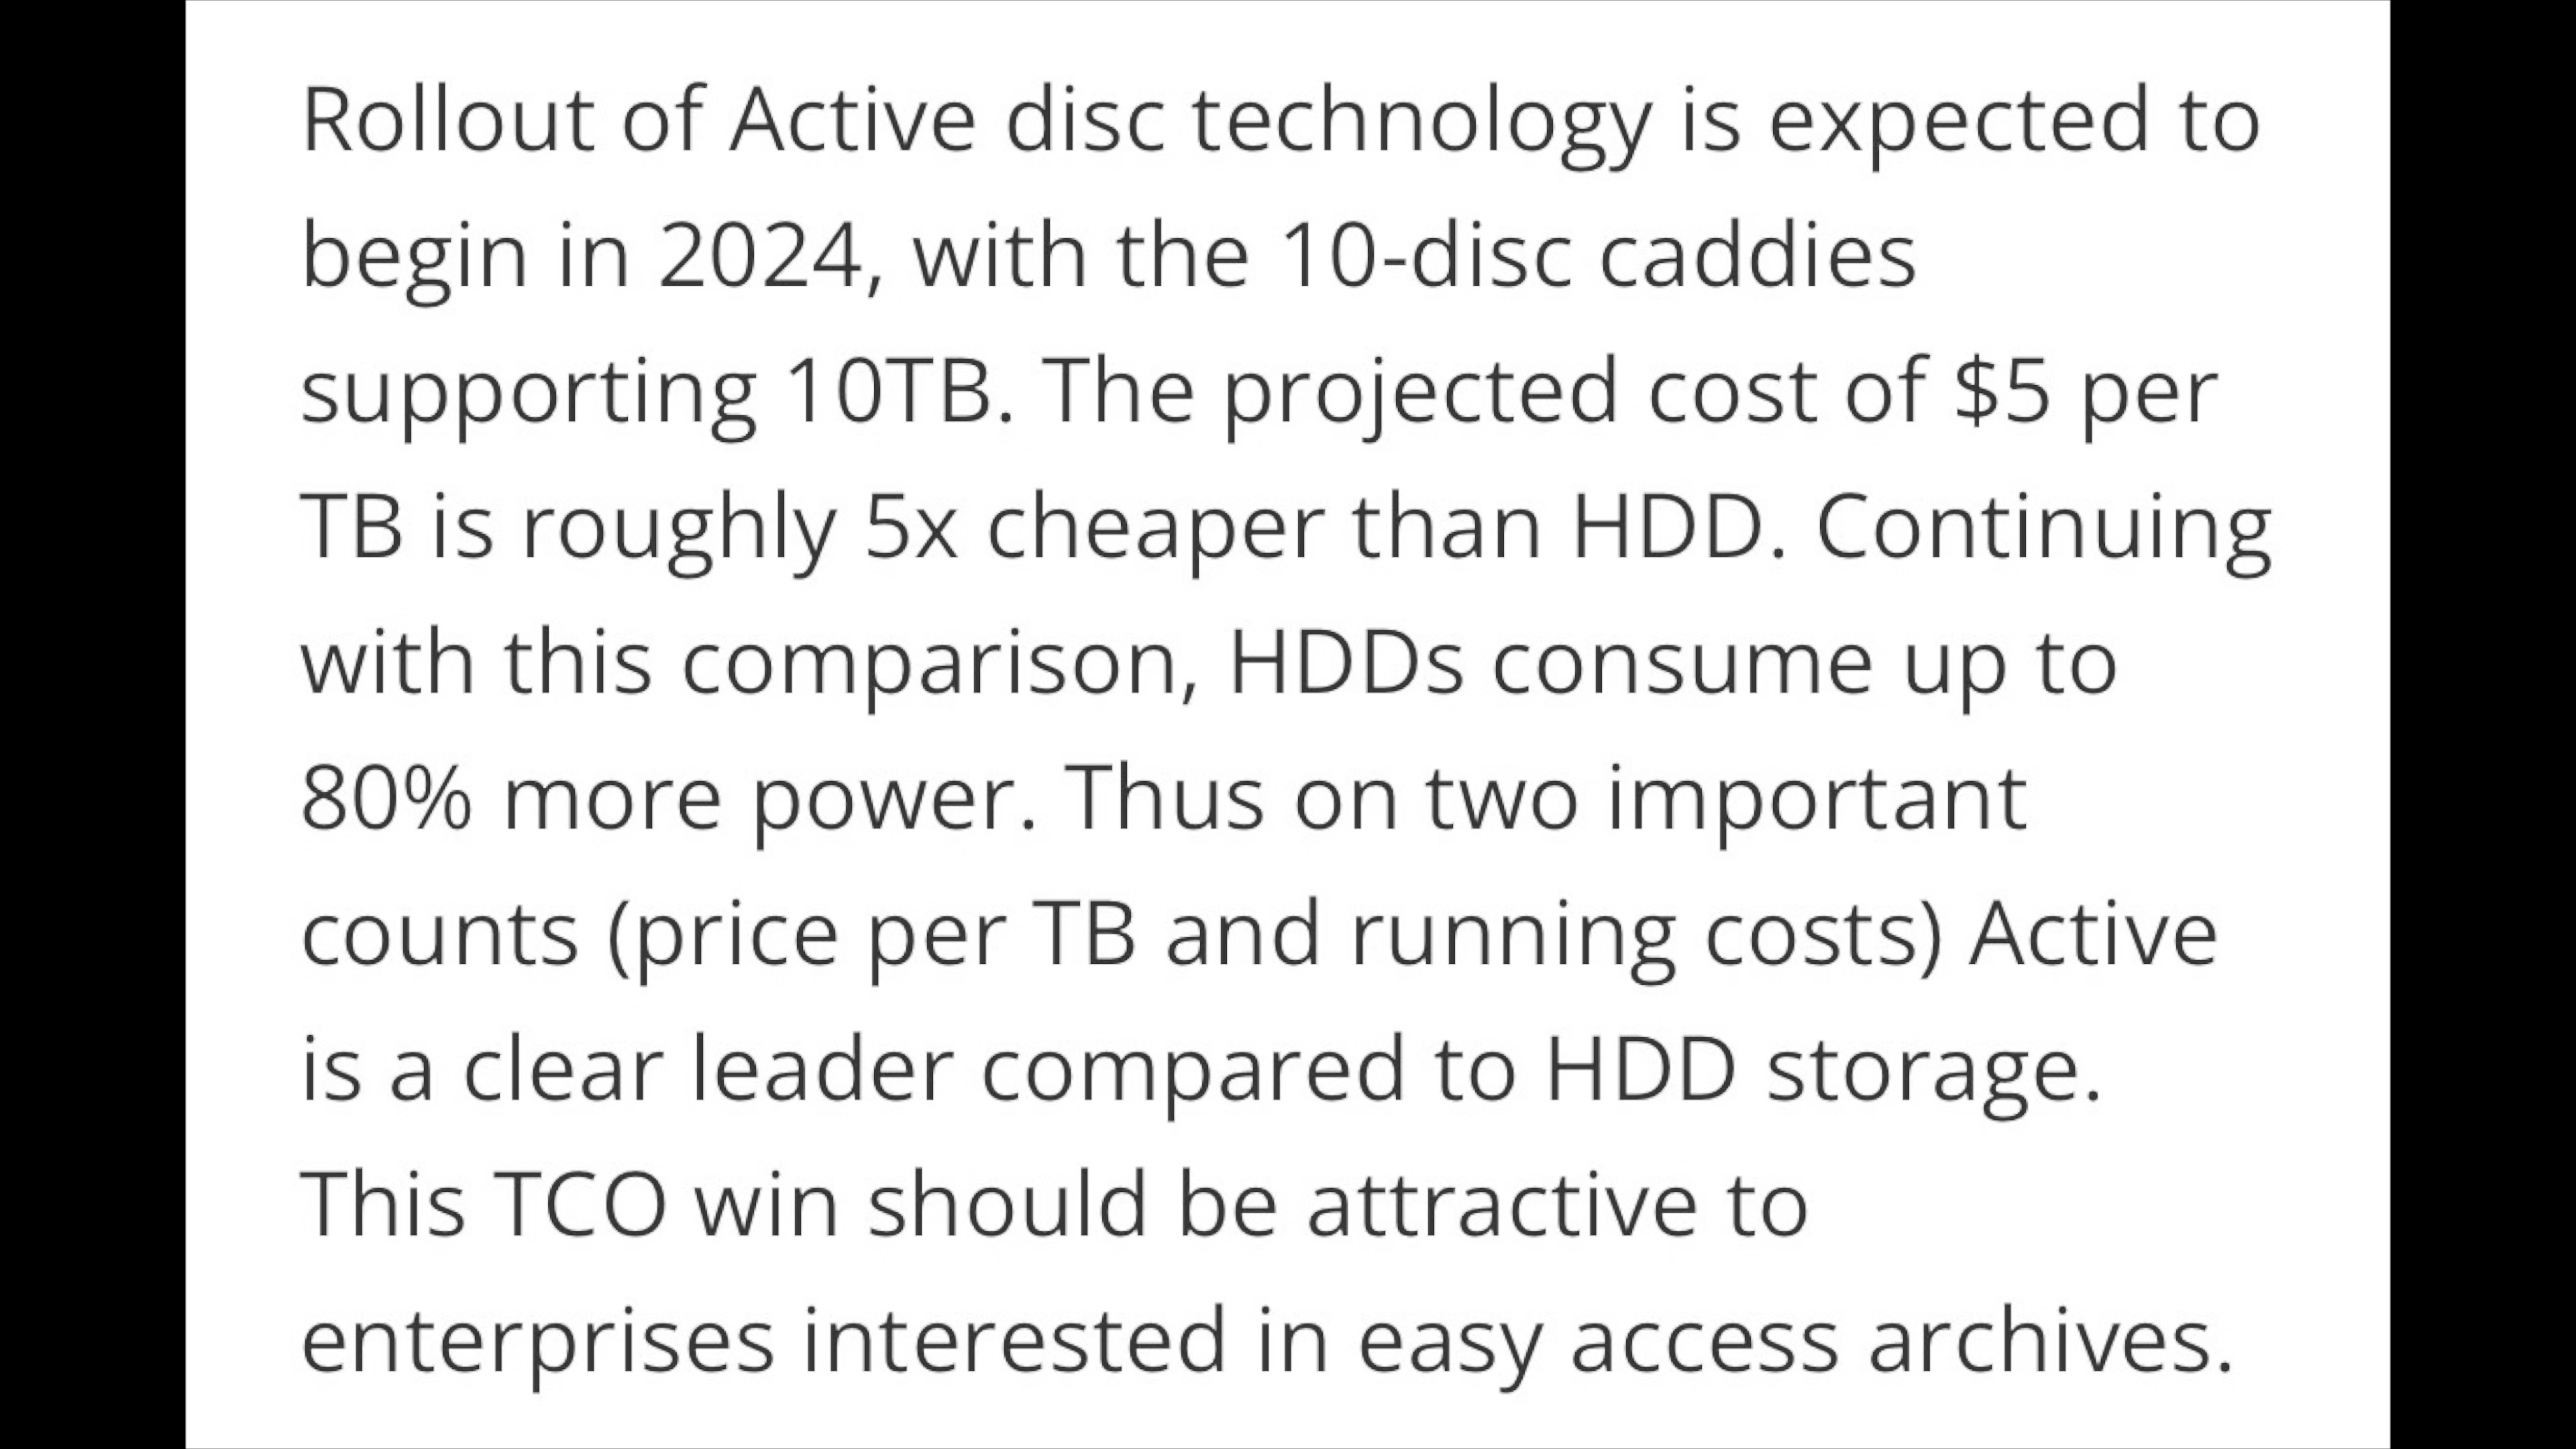 Rollout of Active disc technology is expected to
begin in 2024, with the 10-disc caddies
supporting 10TB. The projected cost of $5 per
TB is roughly 5x cheaper than HDD. Continuing
with this comparison, HDDs consume up to
80% more power. Thus on two important
counts (price per TB and running costs) Active
is a clear leader compared to HDD storage.
This TCO win should be attractive to
enterprises interested in easy access archives.